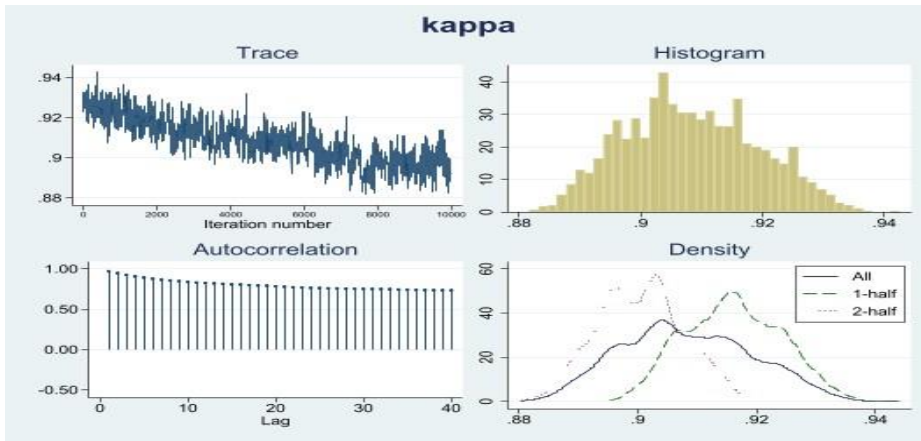 kappa
Trace
.94
.92
.9
.88
0 2000 4000 6000 8000 10000
Iteration number
Histogram
40
30
20
10
0
.88 .9 .92 .94
Autocorrelation
1.00
0.50
0.00
-0.50
0 10 20 30 40
Lag
Density
60
40
20
0
.88 .9 .92 .94
All
1-half
2-half